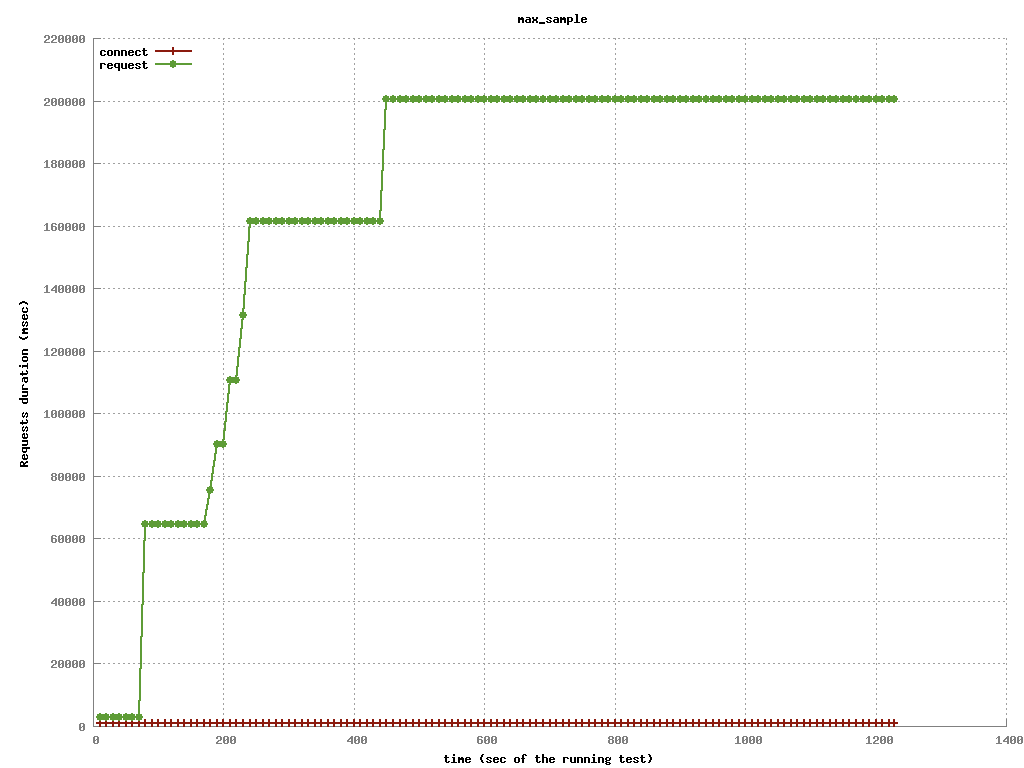 max_sample
220000
connect
request
200000
180000
160000
140000
120000
100000
80000
60000
40000
20000
0
0 200 400 600 800 1000 1200 1400
time (sec of the running test)
Requests duration (msec)